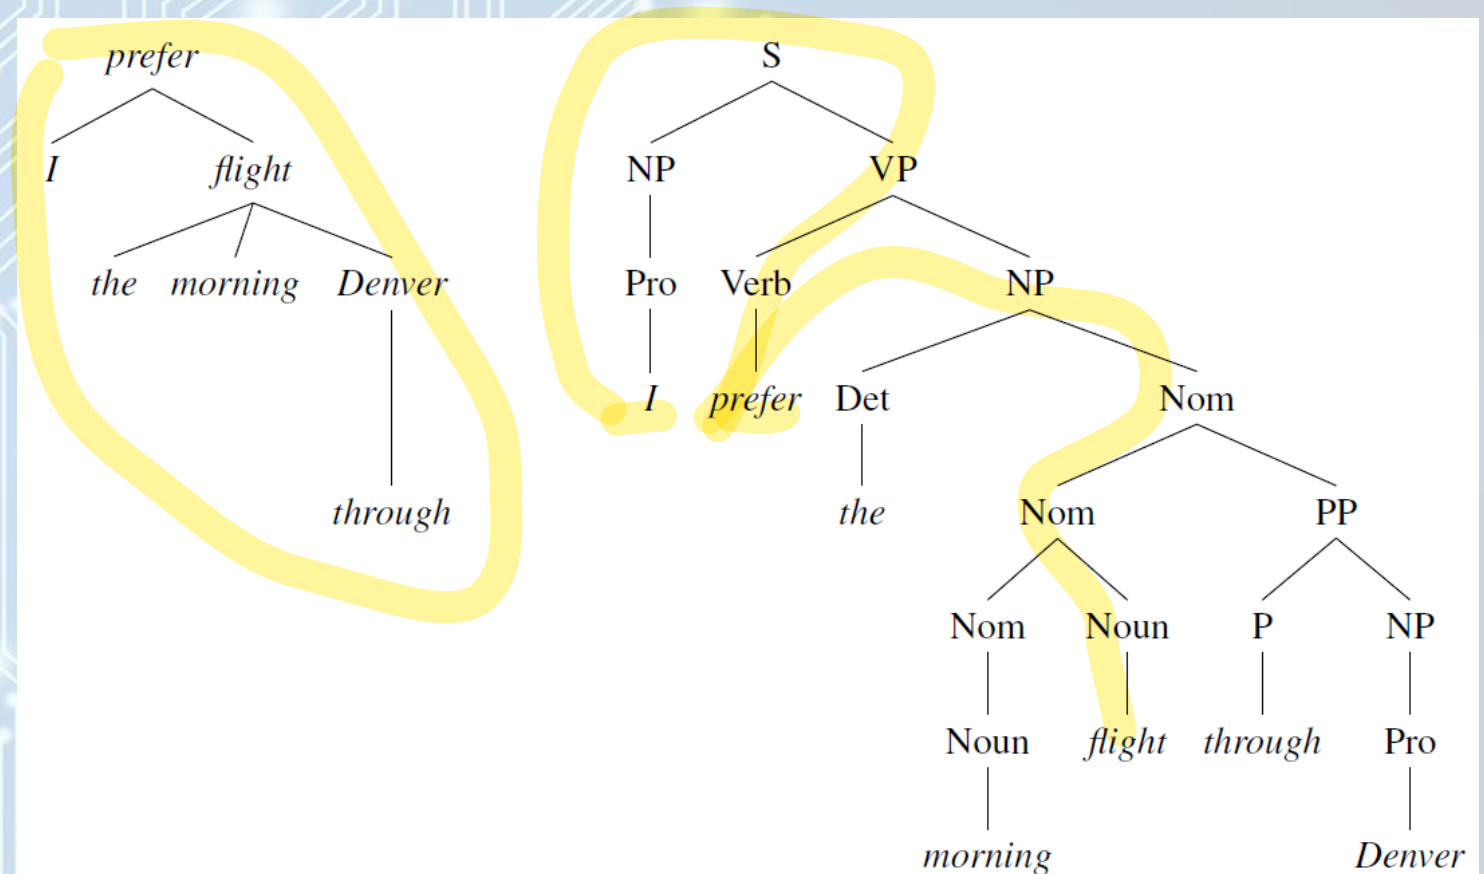 prefer S
I flight NP VP
the morning Denver Pro Verb NP
I prefer Det Nom
through the Nom PP
Nom Noun P NP
Noun flight through Pro
morning Denver